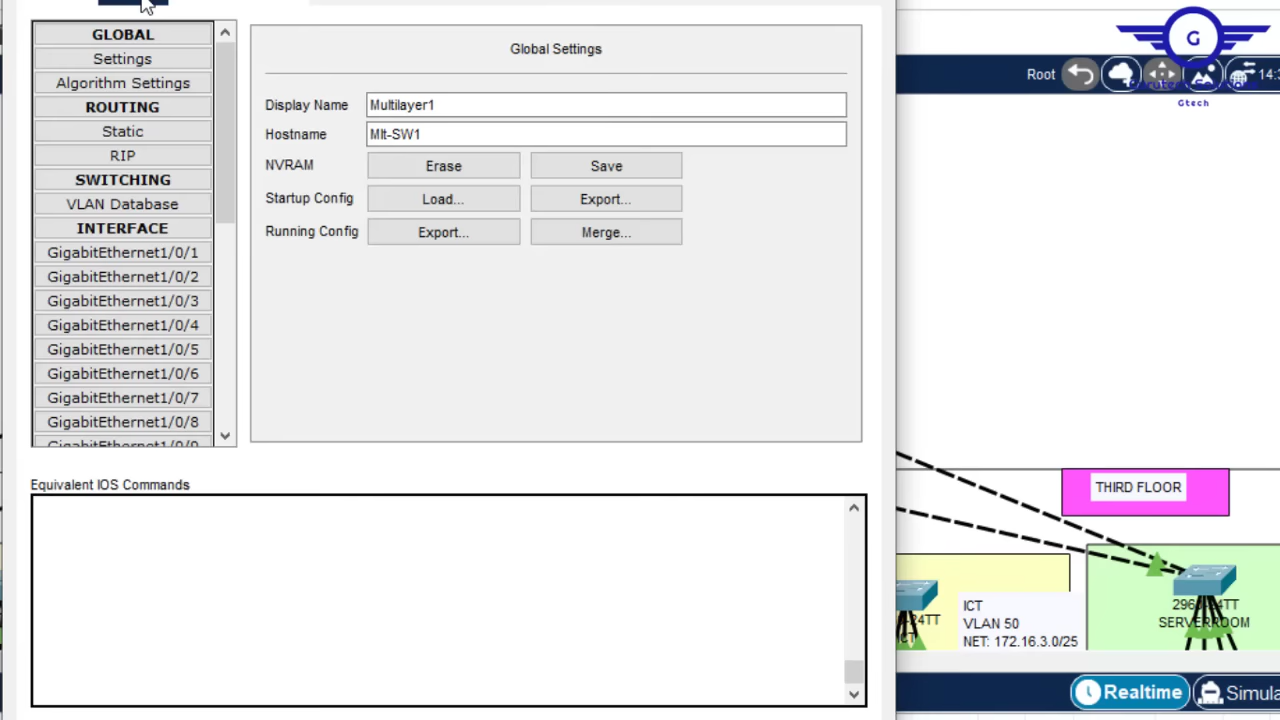 GLOBAL
Settings
Algorithm Settings
ROUTING
Static
RIP
SWITCHING
VLAN Database
INTERFACE
GigabitEthernet1/0/1
GigabitEthernet1/0/2
GigabitEthernet1/0/3
GigabitEthernet1/0/4
GigabitEthernet1/0/5
GigabitEthernet1/0/6
GigabitEthernet1/0/7
GigabitEthernet1/0/8
GigabitEthernet1/0/9
Global Settings
Display Name Multilayer1
Hostname Mlt-SW1
NVRAM Erase Save
Startup Config Load... Export...
Running Config Export... Merge...
Equivalent IOS Commands
G
Gtech
Root
THIRD FLOOR
ICT
VLAN 50
NET: 172.16.3.0/25
SERVERROOM
Realtime